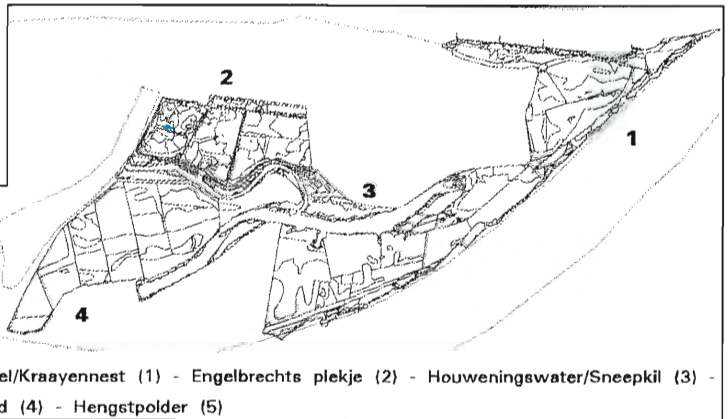 2
1
3
4
el/Kraayennest (1) - Engelbrechts plekje (2) - Houweningswater/Sneepkil (3) -
d (4) - Hengstpolder (5)